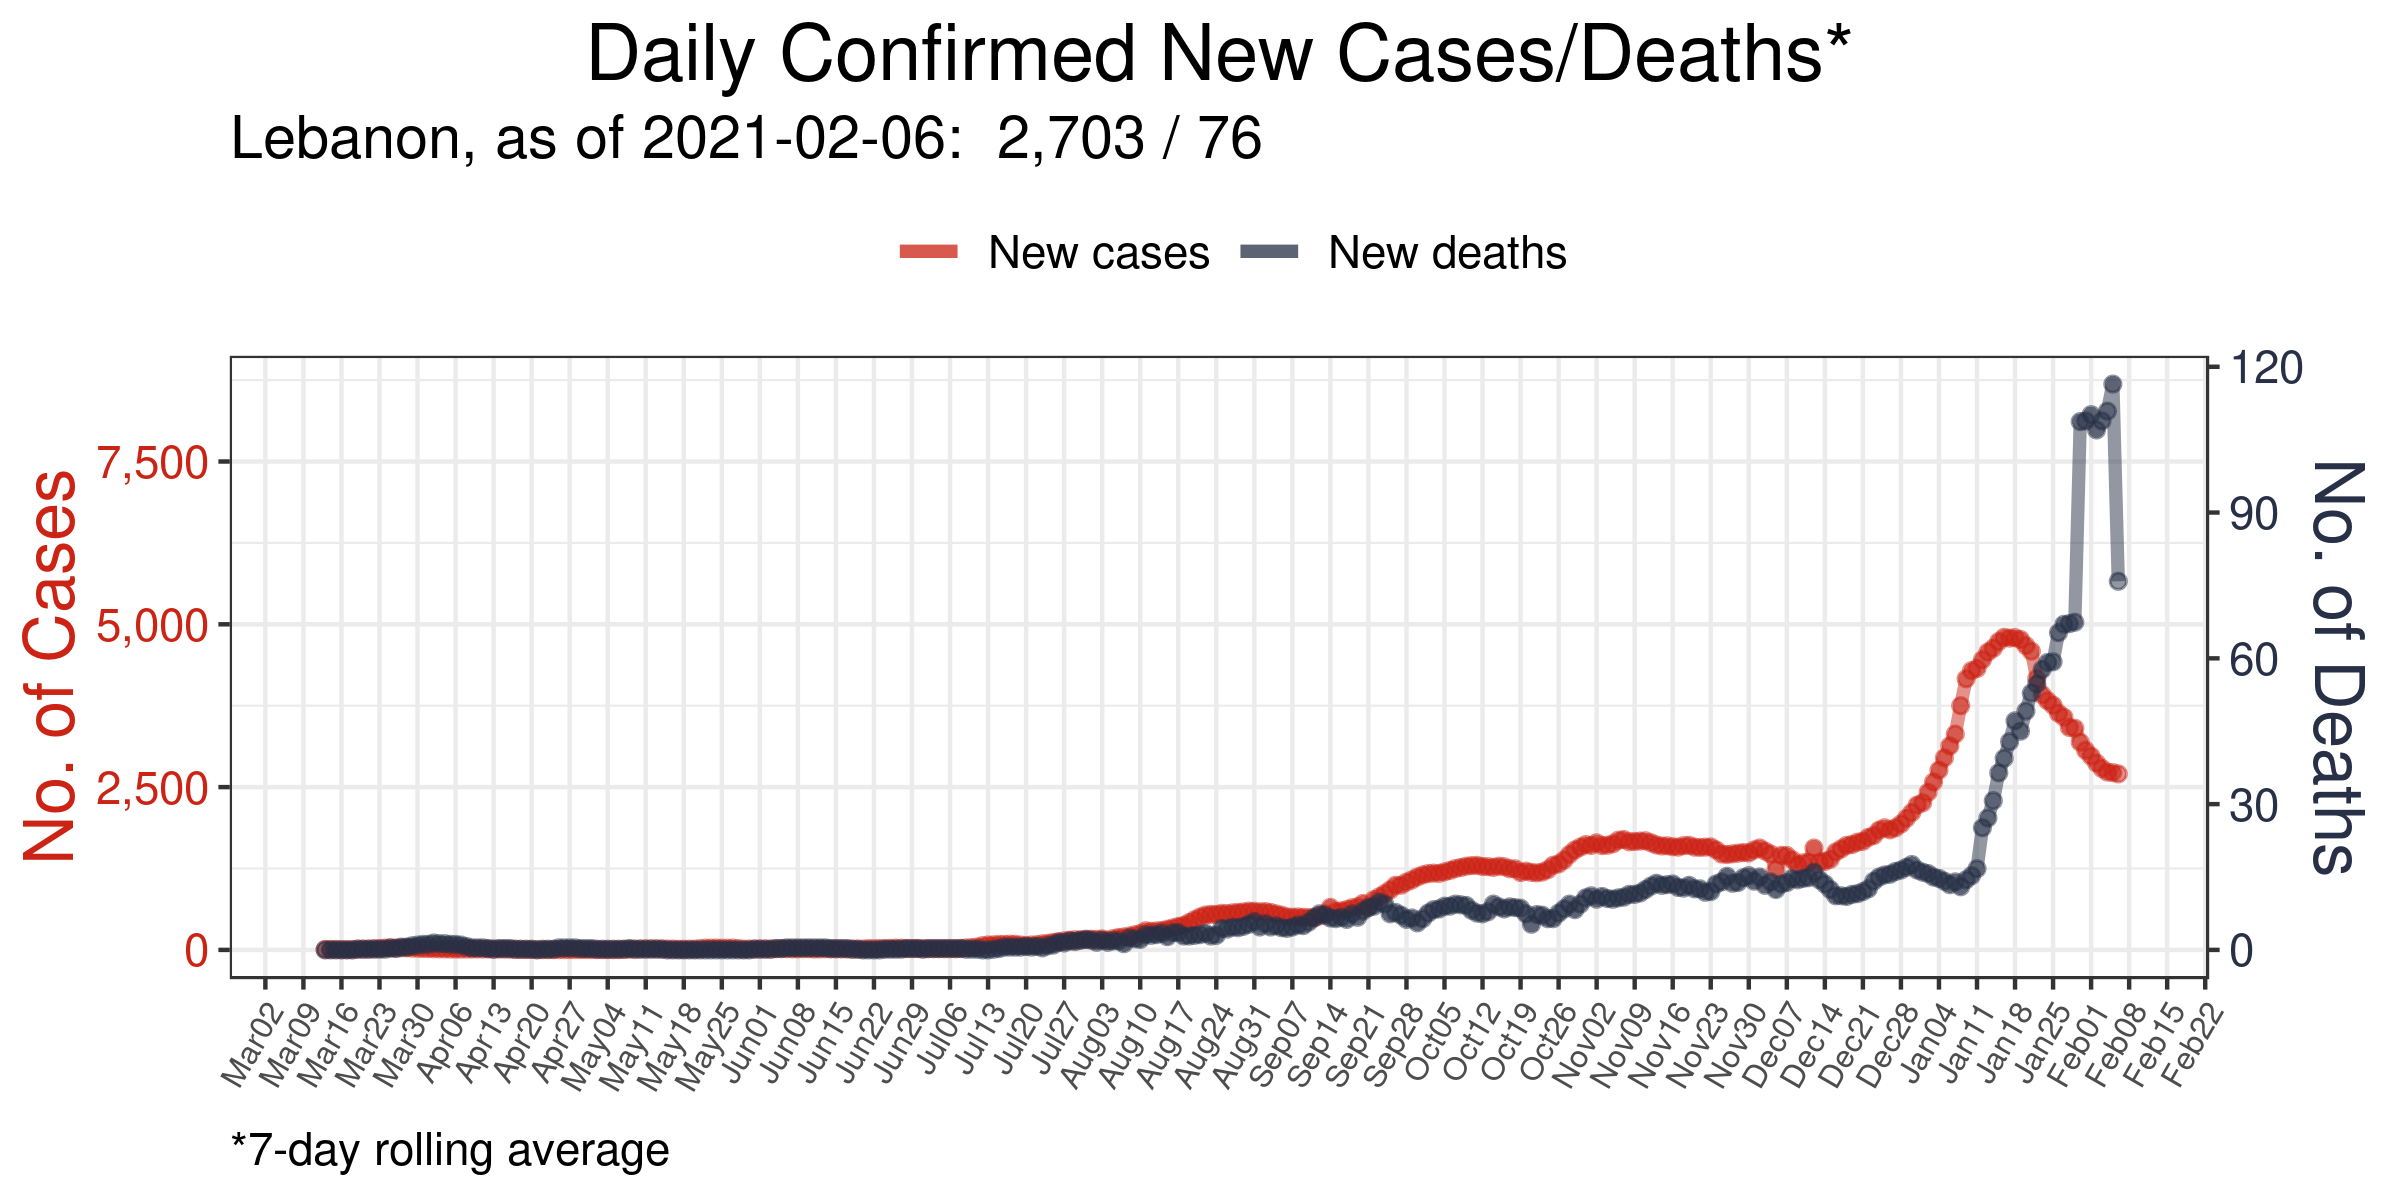 Daily Confirmed New Cases/Deaths*
Lebanon, as of 2021-02-06:  2,703 / 76
New cases
New deaths
No. of Cases
7,500
5,000
2,500
0
120
90
60
30
0
No. of Deaths
Mar02
Mar09
Mar16
Mar23
Mar30
Apr06
Apr13
Apr20
Apr27
May04
May11
May18
May25
Jun01
Jun08
Jun15
Jun22
Jun29
Jul06
Jul13
Jul20
Jul27
Aug03
Aug10
Aug17
Aug24
Aug31
Sep07
Sep14
Sep21
Sep28
Oct05
Oct12
Oct19
Oct26
Nov02
Nov09
Nov16
Nov23
Nov30
Dec07
Dec14
Dec21
Dec28
Jan04
Jan11
Jan18
Jan25
Feb01
Feb08
Feb15
Feb22
*7-day rolling average